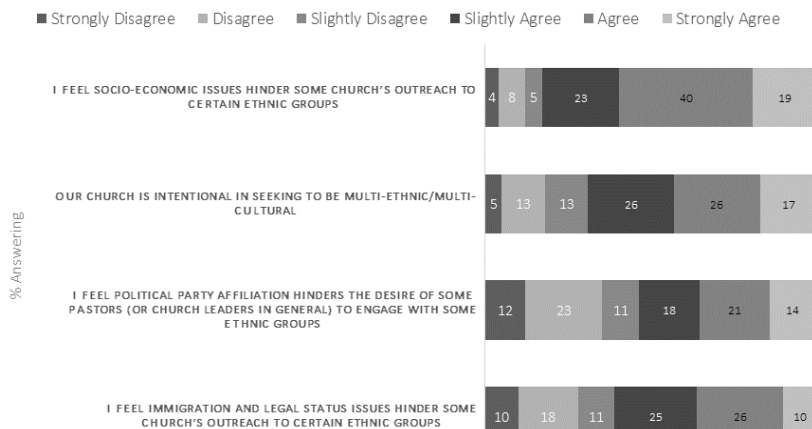 Strongly Disagree Disagree Slightly Disagree Slightly Agree Agree Strongly Agree
I FEEL SOCIO-ECONOMIC ISSUES HINDER SOME CHURCH'S OUTREACH TO
CERTAIN ETHNIC GROUPS
4 8 5 23 40 19
OUR CHURCH IS INTENTIONAL IN SEEKING TO BE MULTI-ETHNIC/MULTI-
CULTURAL
5 13 13 26 26 17
% Answering
I FEEL POLITICAL PARTY AFFILIATION HINDERS THE DESIRE OF SOME
PASTORS (OR CHURCH LEADERS IN GENERAL) TO ENGAGE WITH SOME
ETHNIC GROUPS
12 23 11 18 21 14
I FEEL IMMIGRATION AND LEGAL STATUS ISSUES HINDER SOME
CHURCH'S OUTREACH TO CERTAIN ETHNIC GROUPS
10 18 11 25 26 10